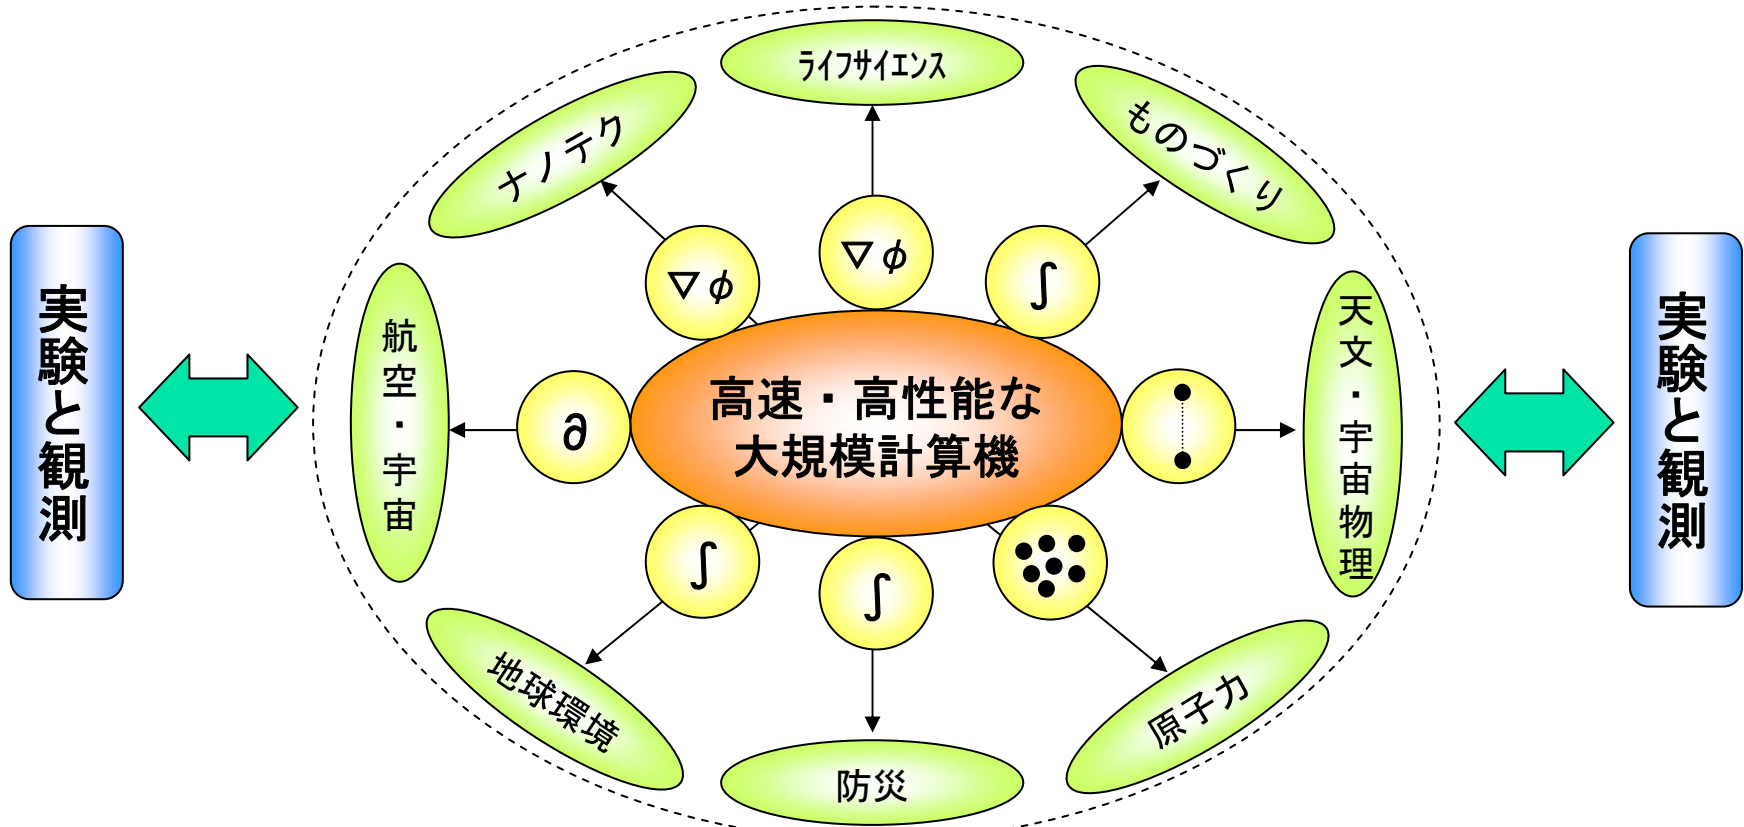 ライフサイエンス
ナノテク
ものづくり
∇φ
∇φ
∫
実験と観測
航空・宇宙
∂
高速・高性能な
大規模計算機
天文・宇宙物理
実験と観測
∫
∫
地球環境
防災
原子力